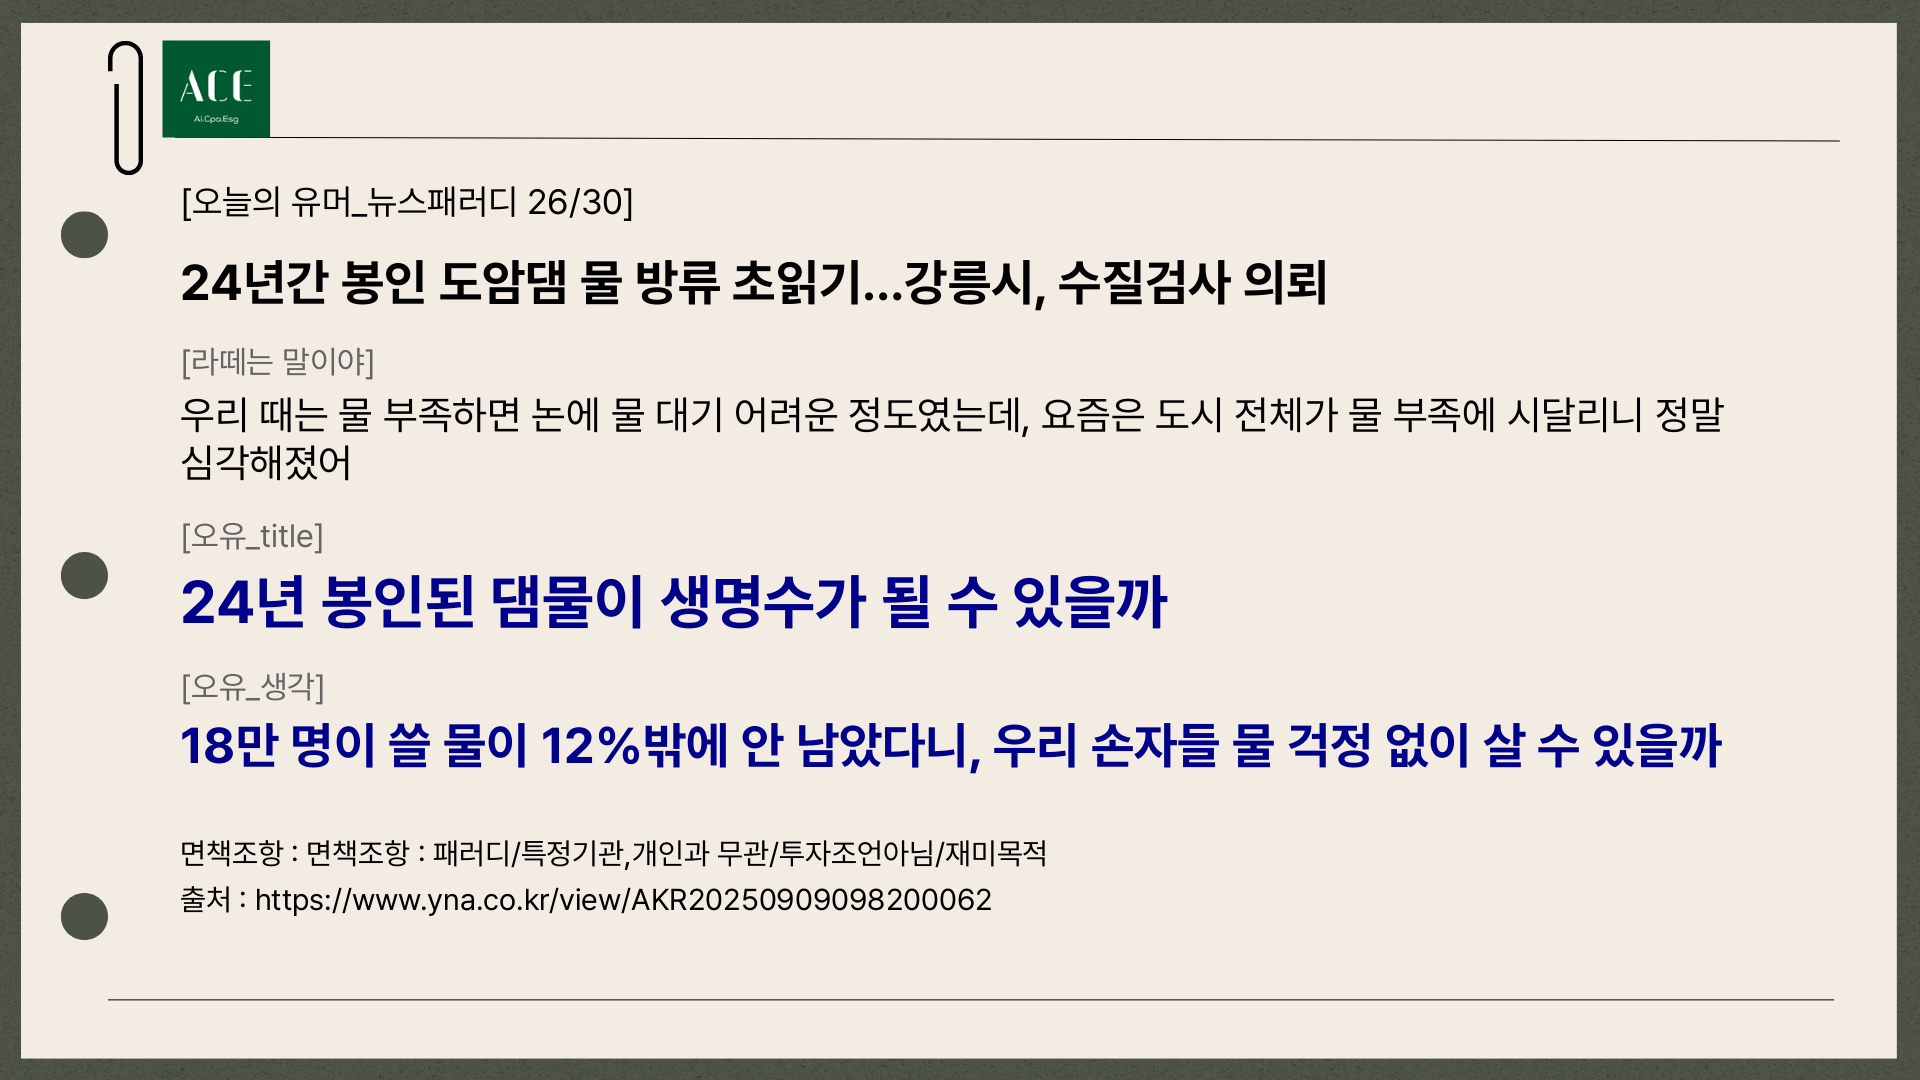 ACE
Ai.Cpa.Esg
[오늘의 유머_뉴스패러디 26/30]
24년간 봉인 도암댐 물 방류 초읽기...강릉시, 수질검사 의뢰
[라떼는 말이야]
우리 때는 물 부족하면 논에 물 대기 어려운 정도였는데, 요즘은 도시 전체가 물 부족에 시달리니 정말
심각해졌어
[오유_title]
24년 봉인된 댐물이 생명수가 될 수 있을까
[오유_생각]
18만 명이 쓸 물이 12%밖에 안 남았다니, 우리 손자들 물 걱정 없이 살 수 있을까
면책조항 : 면책조항 : 패러디/특정기관,개인과 무관/투자조언아님/재미목적
출처 : https://www.yna.co.kr/view/AKR20250909098200062